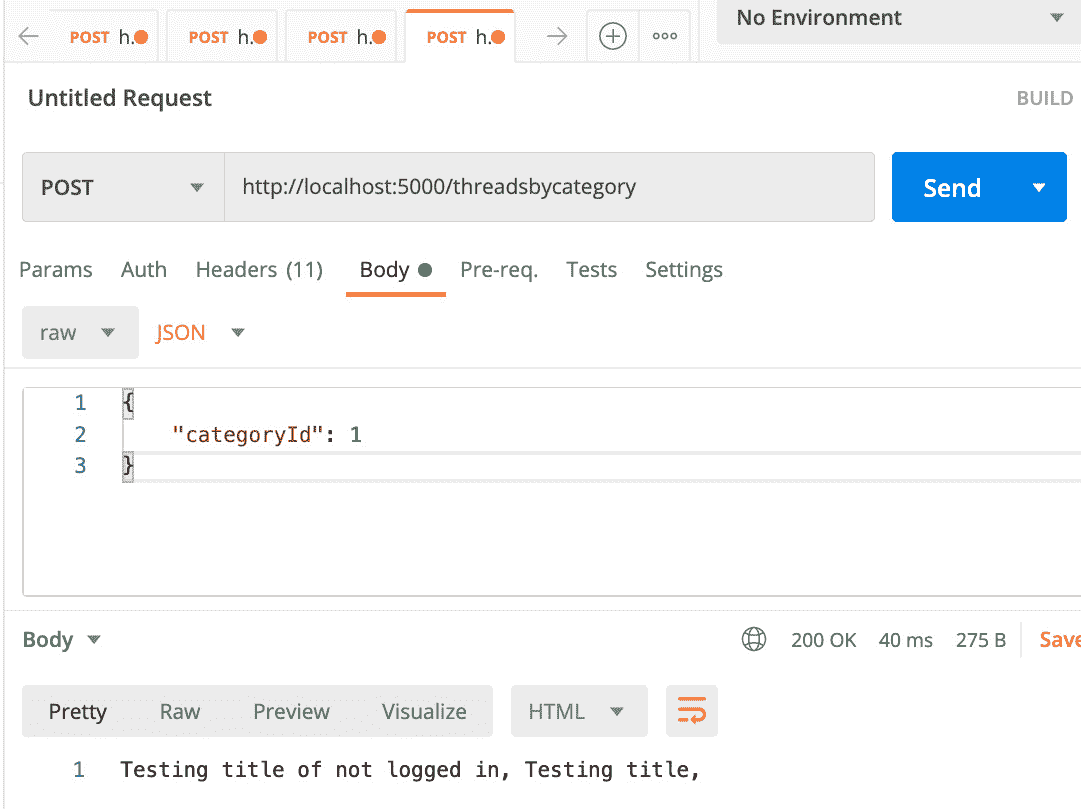 POST h. POST h. POST h. POST h. No Environment
Untitled Request BUILD
POST http://localhost:5000/threadsbycategory Send
Params Auth Headers (11) Body Pre-req. Tests Settings
raw JSON
1 {
2 "categoryId": 1
3 }
Body 200 OK 40 ms 275 B Save
Pretty Raw Preview Visualize HTML
1 Testing title of not logged in, Testing title,